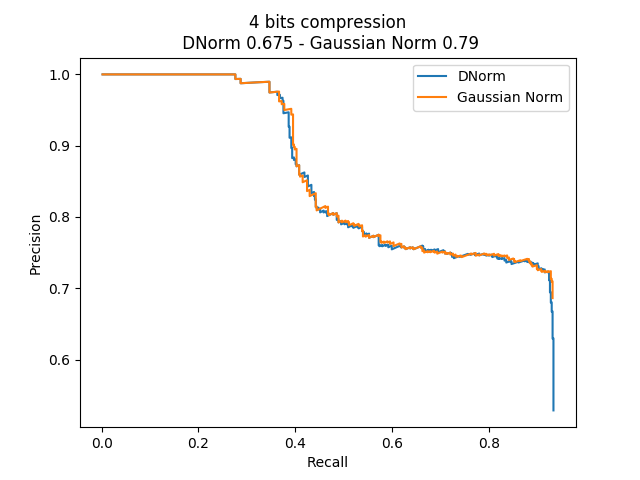 4 bits compression
DNorm 0.675 - Gaussian Norm 0.79
DNorm
Gaussian Norm
1.0
0.9
0.8
0.7
0.6
Precision
0.0 0.2 0.4 0.6 0.8
Recall